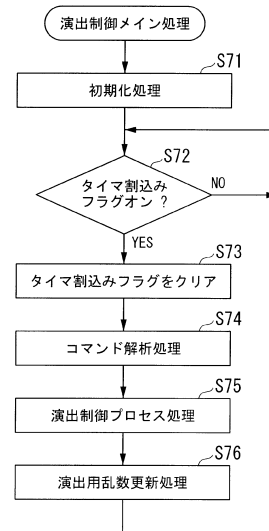 演出制御メイン処理
S71
初期化処理
S72
タイマ割込み
フラグオン ?
NO
YES
S73
タイマ割込みフラグをクリア
S74
コマンド解析処理
S75
演出制御プロセス処理
S76
演出用乱数更新処理